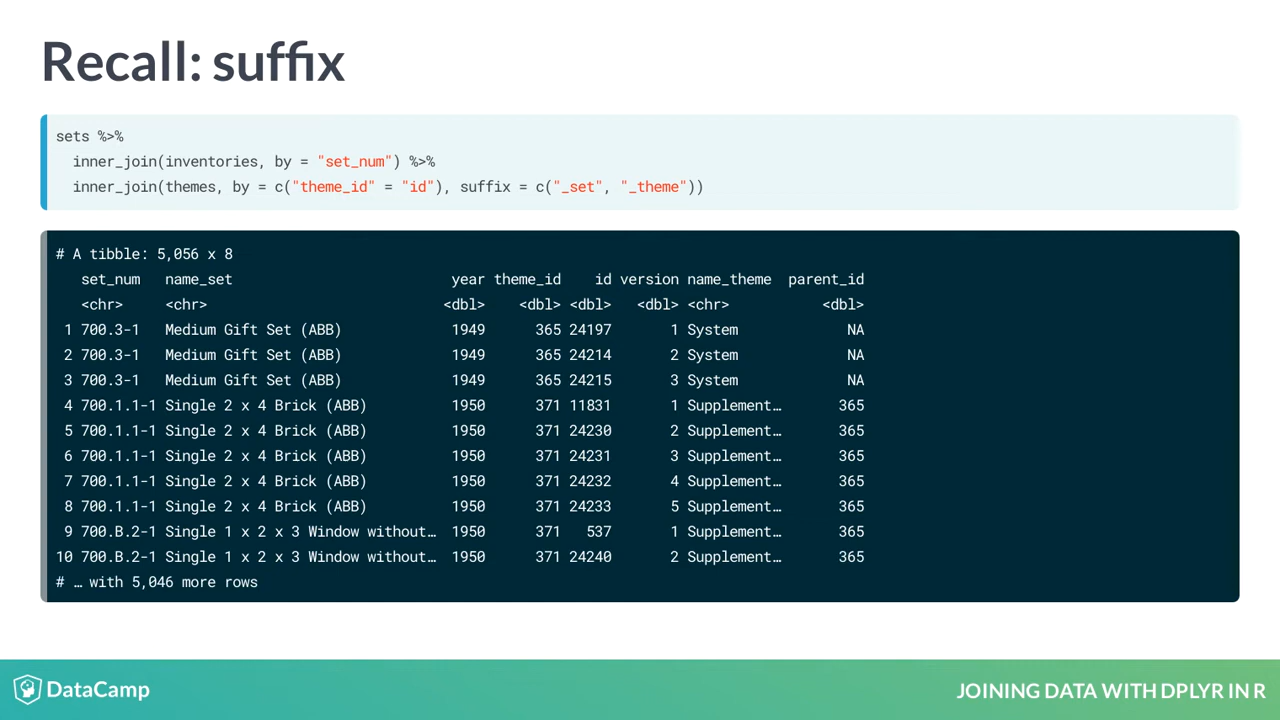 Recall: suffix
sets %>%
  inner_join(inventories, by = "set_num") %>%
  inner_join(themes, by = c("theme_id" = "id"), suffix = c("_set", "_theme"))
# A tibble: 5,056 x 8
   set_num   name_set                          year theme_id    id version name_theme  parent_id
   <chr>     <chr>                            <dbl>    <dbl> <dbl>   <dbl> <chr>           <dbl>
 1 700.3-1   Medium Gift Set (ABB)             1949      365 24197       1 System             NA
 2 700.3-1   Medium Gift Set (ABB)             1949      365 24214       2 System             NA
 3 700.3-1   Medium Gift Set (ABB)             1949      365 24215       3 System             NA
 4 700.1.1-1 Single 2 x 4 Brick (ABB)          1950      371 11831       1 Supplement…       365
 5 700.1.1-1 Single 2 x 4 Brick (ABB)          1950      371 24230       2 Supplement…       365
 6 700.1.1-1 Single 2 x 4 Brick (ABB)          1950      371 24231       3 Supplement…       365
 7 700.1.1-1 Single 2 x 4 Brick (ABB)          1950      371 24232       4 Supplement…       365
 8 700.1.1-1 Single 2 x 4 Brick (ABB)          1950      371 24233       5 Supplement…       365
 9 700.B.2-1 Single 1 x 2 x 3 Window without…  1950      371   537       1 Supplement…       365
10 700.B.2-1 Single 1 x 2 x 3 Window without…  1950      371 24240       2 Supplement…       365
# … with 5,046 more rows
DataCamp
JOINING DATA WITH DPLYR IN R